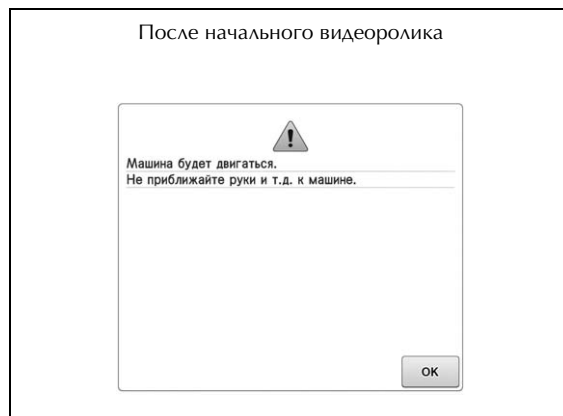 После начального видеоролика
Машина будет двигаться.
Не приближайте руки и т.д. к машине.
OK